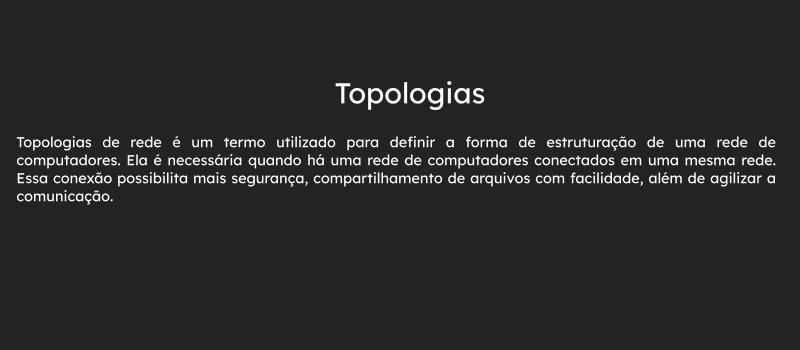 Topologias
Topologias de rede é um termo utilizado para definir a forma de estruturação de uma rede de
computadores. Ela é necessária quando há uma rede de computadores conectados em uma mesma rede.
Essa conexão possibilita mais segurança, compartilhamento de arquivos com facilidade, além de agilizar a
comunicação.